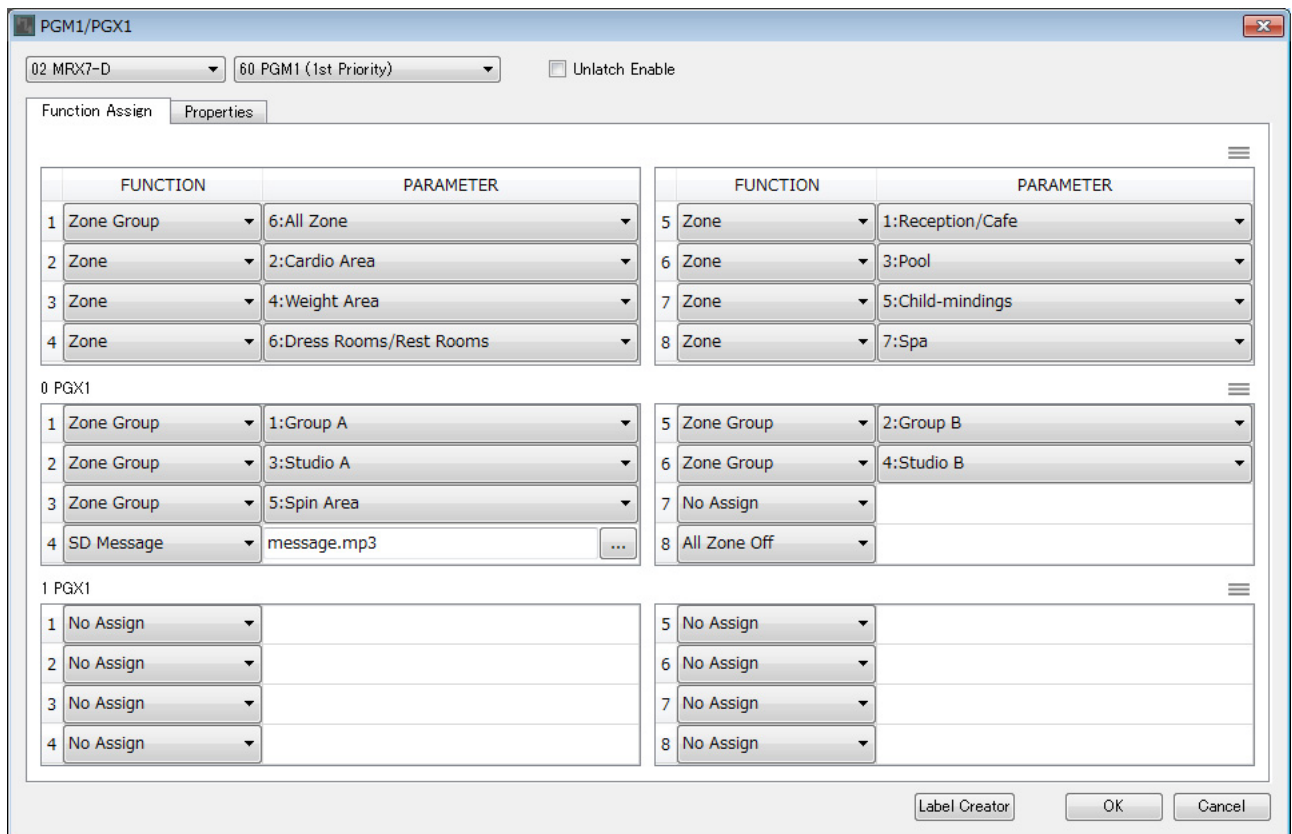 PGM1/PGX1
02 MRX7-D 60 PGM1 (1st Priority) Unlatch Enable
Function Assign Properties
FUNCTION PARAMETER FUNCTION PARAMETER
1 Zone Group 6:All Zone 5 Zone 1:Reception/Cafe
2 Zone 2:Cardio Area 6 Zone 3:Pool
3 Zone 4:Weight Area 7 Zone 5:Child-mindings
4 Zone 6:Dress Rooms/Rest Rooms 8 Zone 7:Spa
0 PGX1
1 Zone Group 1:Group A 5 Zone Group 2:Group B
2 Zone Group 3:Studio A 6 Zone Group 4:Studio B
3 Zone Group 5:Spin Area 7 No Assign
4 SD Message message.mp3 ... 8 All Zone Off
1 PGX1
1 No Assign 5 No Assign
2 No Assign 6 No Assign
3 No Assign 7 No Assign
4 No Assign 8 No Assign
Label Creator OK Cancel